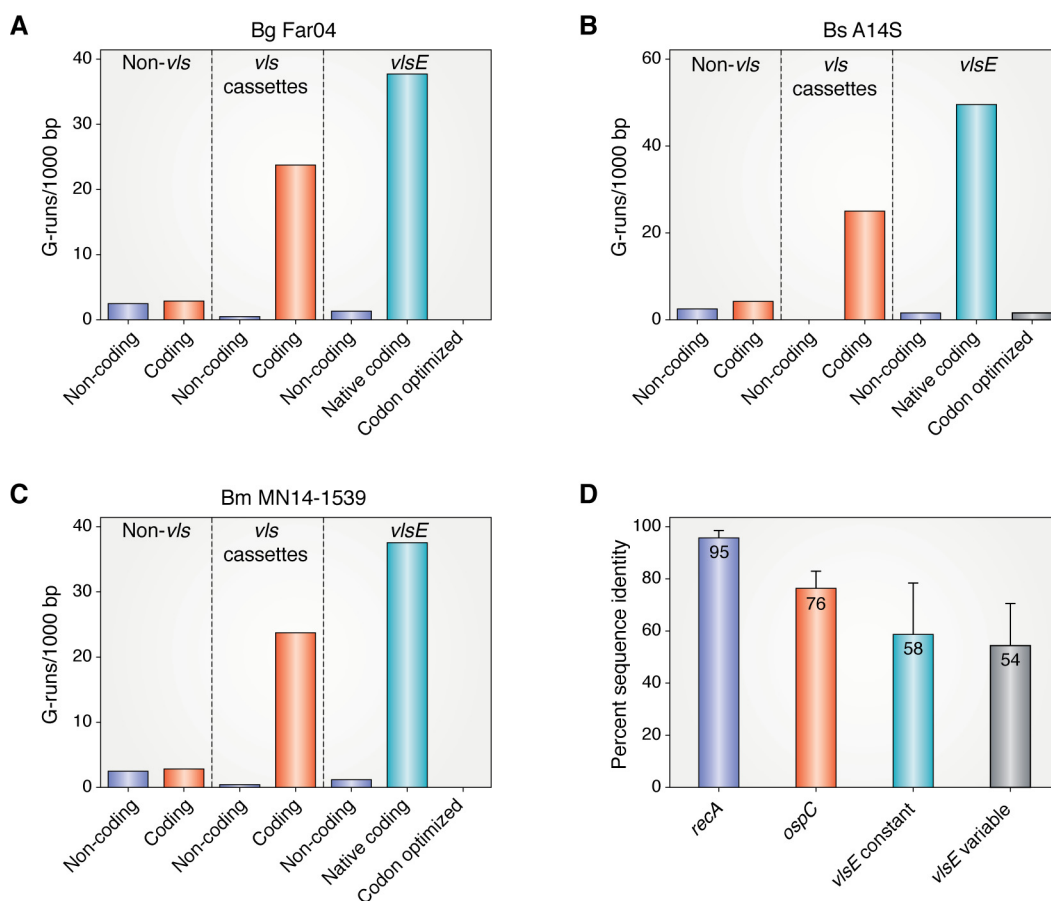 A
Bg Far04
G-runs/1000 bp
40
30
20
10
0
Non-vls
vls
cassettes
vlsE
Non-coding
Coding
Non-coding
Coding
Non-coding
Native coding
Codon optimized
B
Bs A14S
G-runs/1000 bp
60
40
20
0
Non-vls
vls
cassettes
vlsE
Non-coding
Coding
Non-coding
Coding
Non-coding
Native coding
Codon optimized
C
Bm MN14-1539
G-runs/1000 bp
40
30
20
10
0
Non-vls
vls
cassettes
vlsE
Non-coding
Coding
Non-coding
Coding
Non-coding
Native coding
Codon optimized
D
Percent sequence identity
100
80
60
40
20
0
95
76
58
54
recA
ospC
vlsE constant
vlsE variable